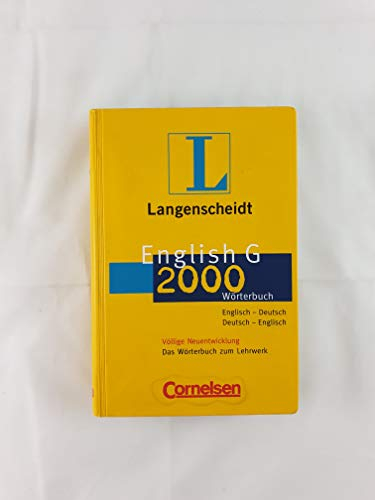 L
Langenscheidt
English G
2000
Wörterbuch
Englisch – Deutsch
Deutsch – Englisch
Völlige Neuentwicklung
Das Wörterbuch zum Lehrwerk
Cornelsen